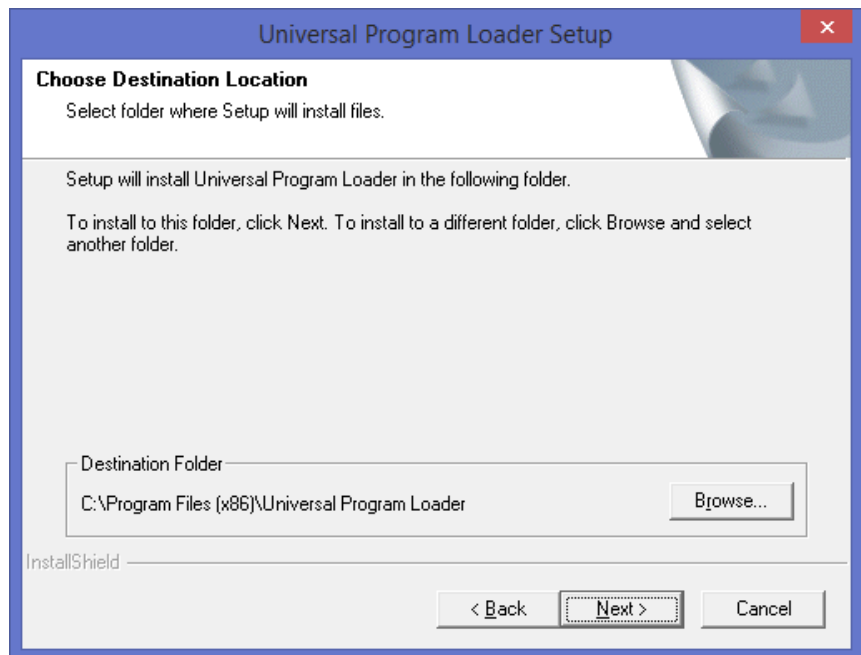 Universal Program Loader Setup
Choose Destination Location
Select folder where Setup will install files.
Setup will install Universal Program Loader in the following folder.
To install to this folder, click Next. To install to a different folder, click Browse and select
another folder.
Destination Folder
C:\Program Files (x86)\Universal Program Loader
Browse...
InstallShield
< Back
Next >
Cancel